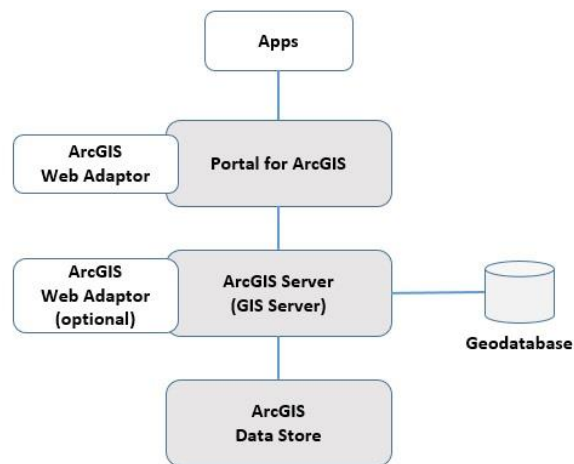 Apps
ArcGIS
Web Adaptor
Portal for ArcGIS
ArcGIS
Web Adaptor
(optional)
ArcGIS Server
(GIS Server)
Geodatabase
ArcGIS
Data Store